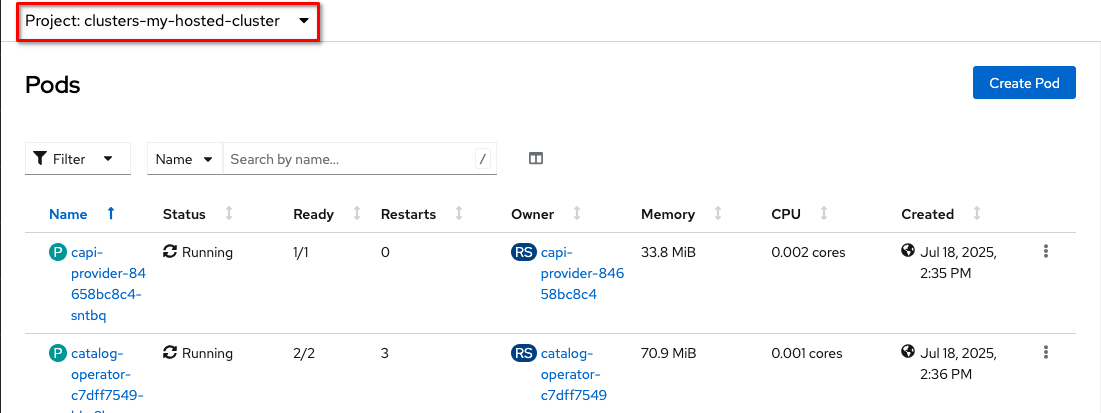 Project: clusters-my-hosted-cluster
Pods
Create Pod
Filter Name Search by name... /
Name Status Ready Restarts Owner Memory CPU Created
P capi-provider-84658bc8c4-sntbq Running 1/1 0 RS capi-provider-84658bc8c4 33.8 MiB 0.002 cores Jul 18, 2025, 2:35 PM
P catalog-operator-c7dff7549- Running 2/2 3 RS catalog-operator-c7dff7549 70.9 MiB 0.001 cores Jul 18, 2025, 2:36 PM